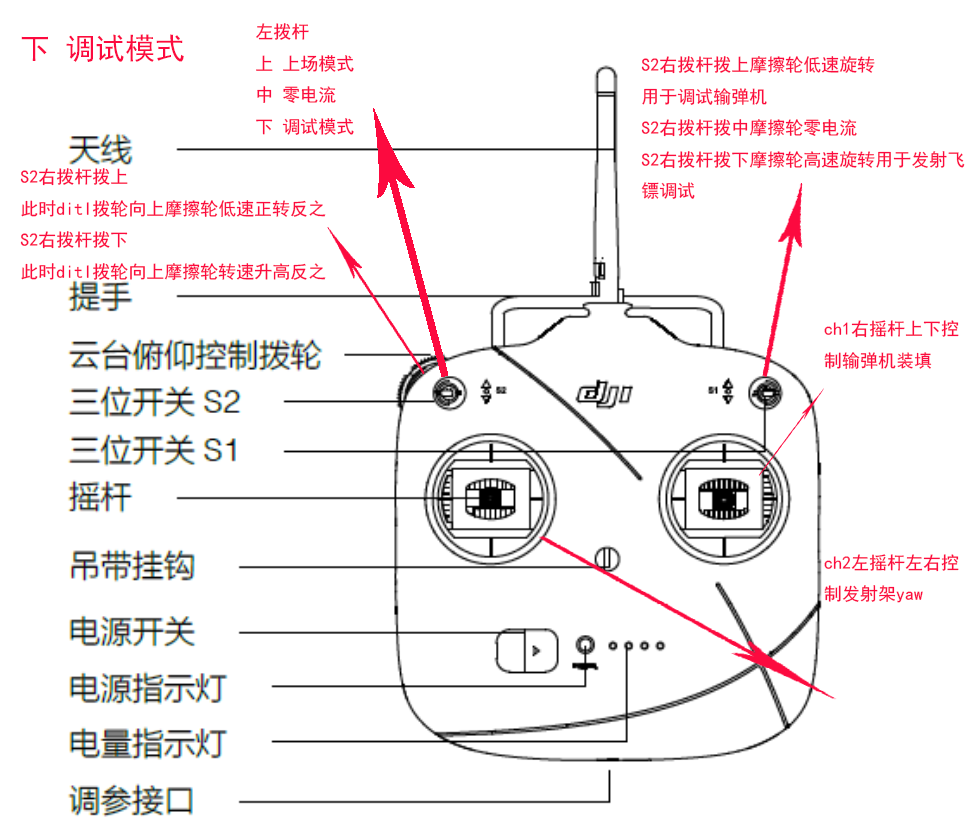 下 调试模式
左拨杆
上 上场模式
中 零电流
下 调试模式
S2右拨杆拨上摩擦轮低速旋转
用于调试输弹机
S2右拨杆拨中摩擦轮零电流
S2右拨杆拨下摩擦轮高速旋转用于发射飞
镖调试
天线
S2右拨杆拨上
此时ditl拨轮向上摩擦轮低速正转反之
S2右拨杆拨下
此时ditl拨轮向上摩擦轮转速升高反之
提手
ch1右摇杆上下控
制输弹机装填
云台俯仰控制拨轮
三位开关 S2
S2
dji
S1
三位开关 S1
摇杆
吊带挂钩
ch2左摇杆左右控
制发射架yaw
电源开关
电源指示灯
电量指示灯
调参接口